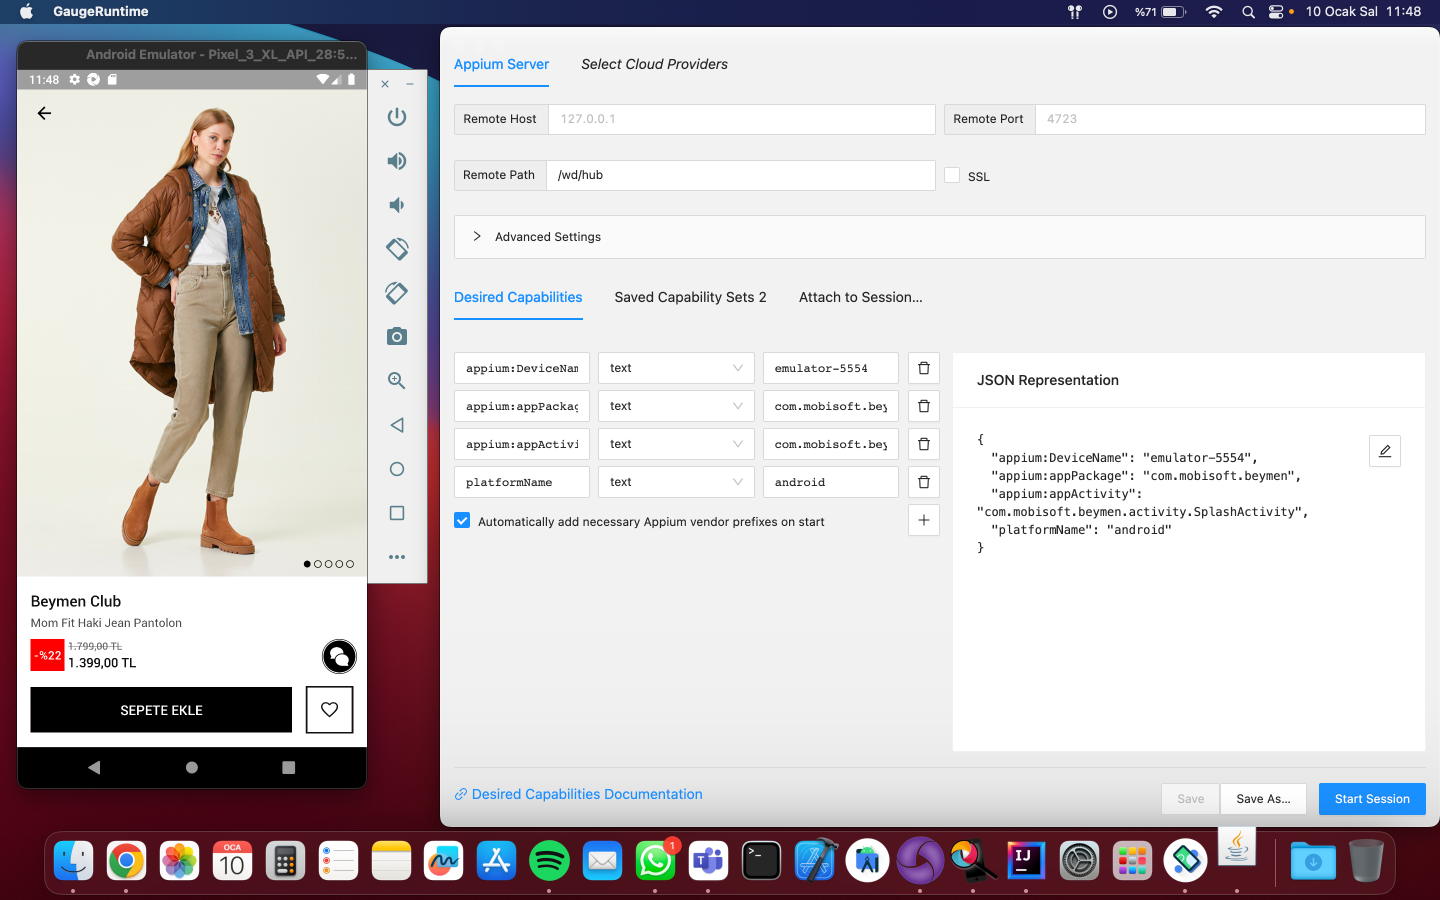 GaugeRuntime
%71
10 Ocak Sal 11:48
Android Emulator - Pixel_3_XL_API_28:5...
11:48
Beymen Club
Mom Fit Haki Jean Pantolon
-%22
1.799,00 TL
1.399,00 TL
SEPETE EKLE
Appium Server
Select Cloud Providers
Remote Host
127.0.0.1
Remote Port
4723
Remote Path
/wd/hub
SSL
Advanced Settings
Desired Capabilities
Saved Capability Sets 2
Attach to Session...
appium:DeviceNam
text
emulator-5554
appium:appPackag
text
com.mobisoft.bey
appium:appActivi
text
com.mobisoft.bey
platformName
text
android
Automatically add necessary Appium vendor prefixes on start
JSON Representation
{
"appium:DeviceName": "emulator-5554",
"appium:appPackage": "com.mobisoft.beymen",
"appium:appActivity":
"com.mobisoft.beymen.activity.SplashActivity",
"platformName": "android"
}
Desired Capabilities Documentation
Save
Save As...
Start Session
OCA
10
1
IJ